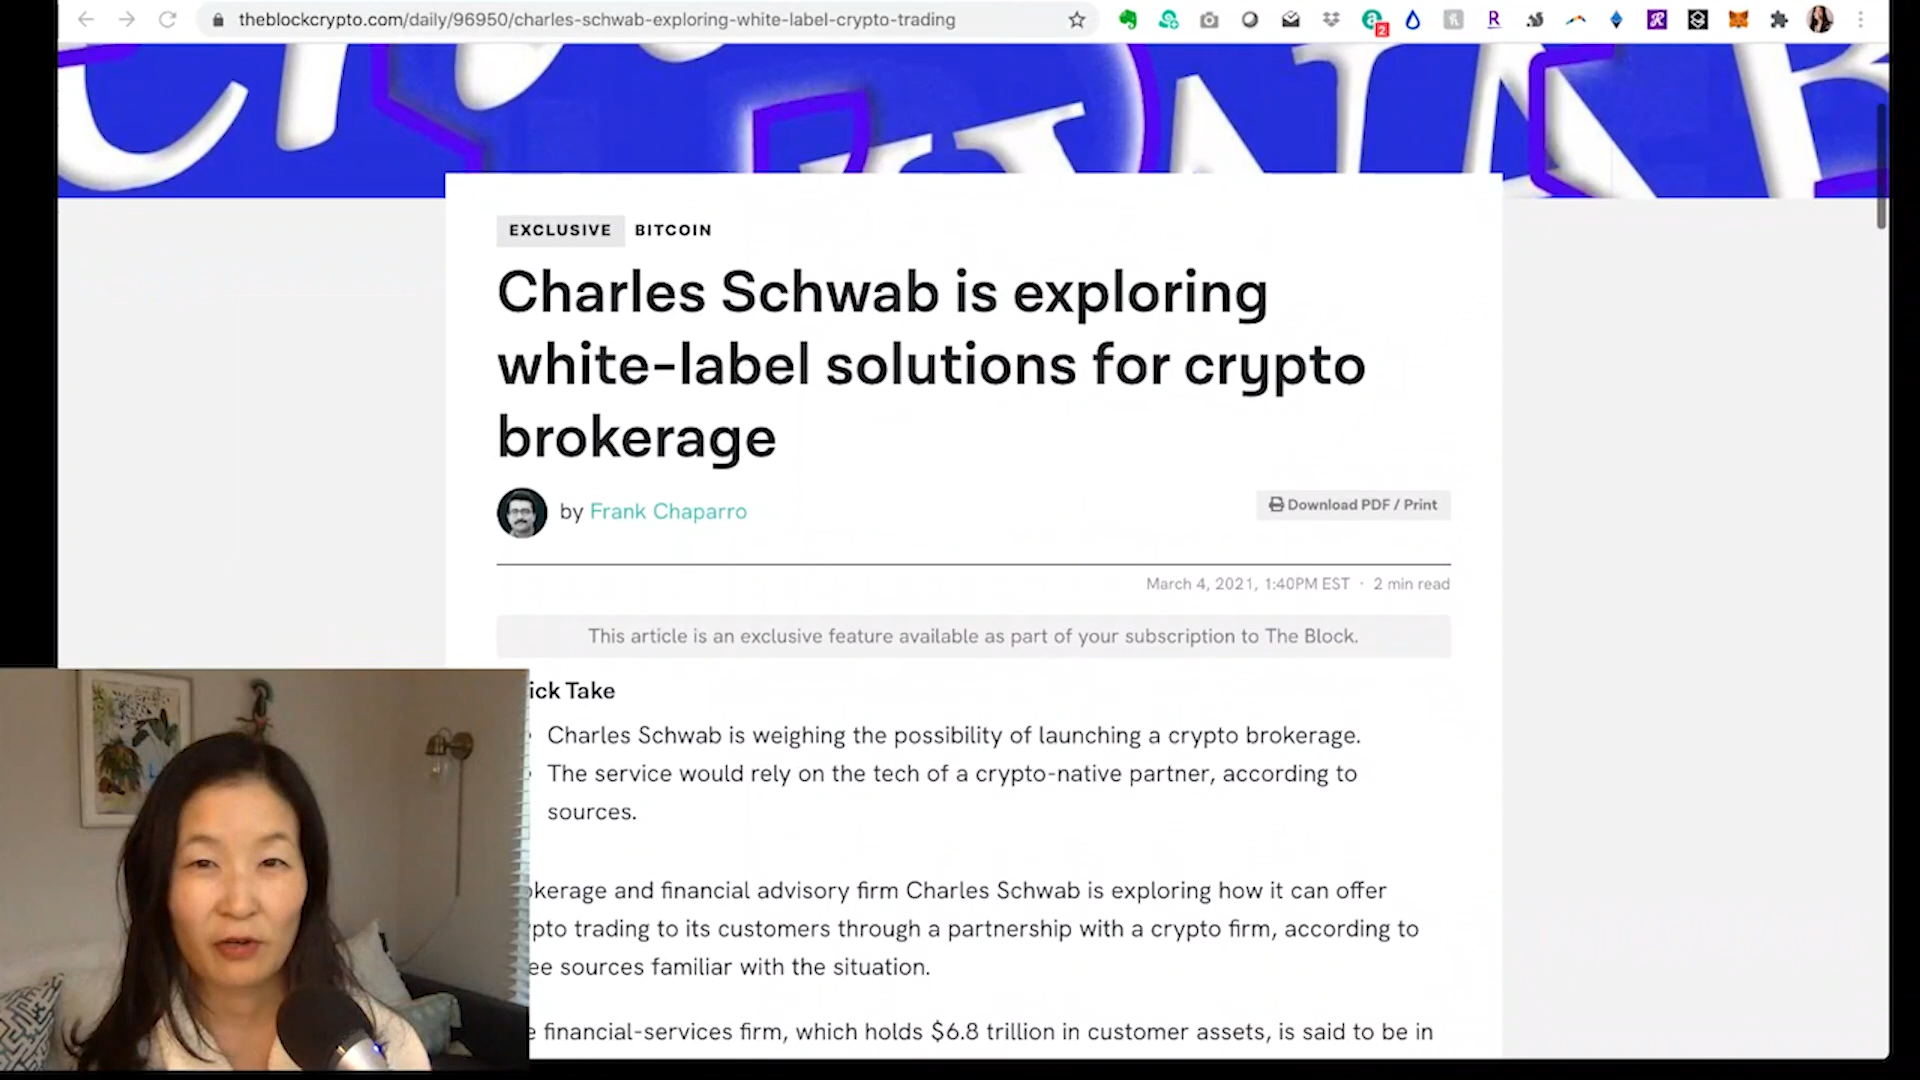 theblockcrypto.com/daily/96950/charles-schwab-exploring-white-label-crypto-trading
2
EXCLUSIVE BITCOIN
Charles Schwab is exploring
white-label solutions for crypto
brokerage
by Frank Chaparro
Download PDF / Print
March 4, 2021, 1:40PM EST · 2 min read
This article is an exclusive feature available as part of your subscription to The Block.
ick Take
Charles Schwab is weighing the possibility of launching a crypto brokerage.
The service would rely on the tech of a crypto-native partner, according to
sources.
kerage and financial advisory firm Charles Schwab is exploring how it can offer
pto trading to its customers through a partnership with a crypto firm, according to
ee sources familiar with the situation.
e financial-services firm, which holds $6.8 trillion in customer assets, is said to be in